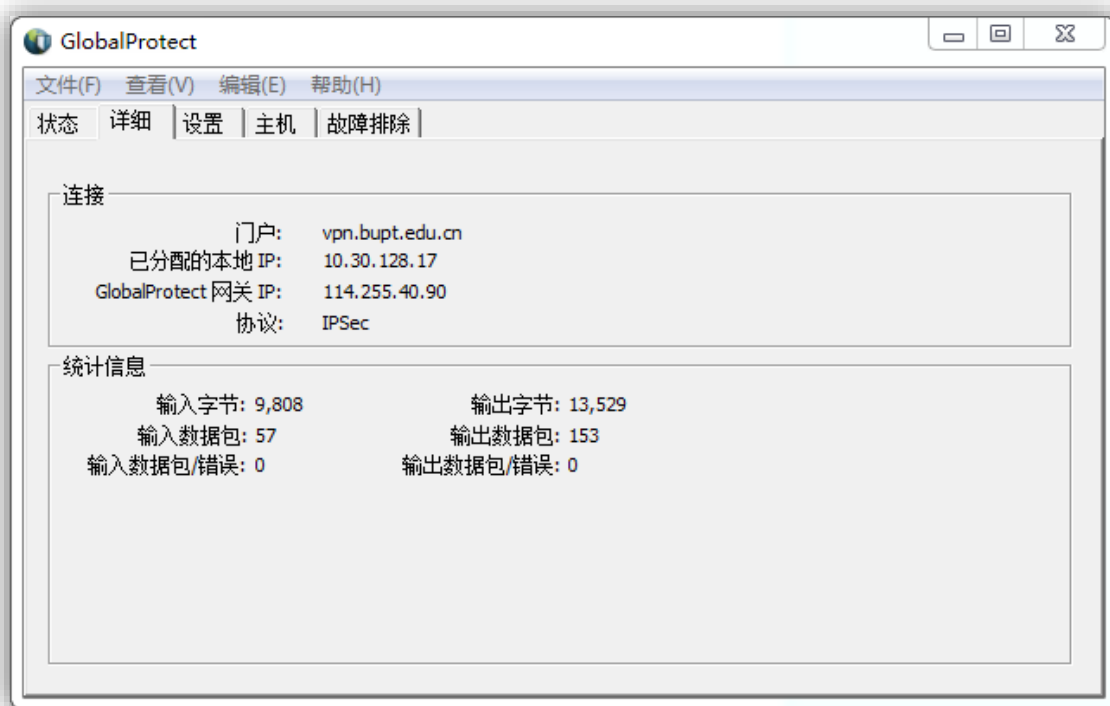 GlobalProtect
文件(F) 查看(V) 编辑(E) 帮助(H)
状态 详细 设置 主机 故障排除
连接
门户: vpn.bupt.edu.cn
已分配的本地 IP: 10.30.128.17
GlobalProtect 网关 IP: 114.255.40.90
协议: IPSec
统计信息
输入字节: 9,808 输出字节: 13,529
输入数据包: 57 输出数据包: 153
输入数据包/错误: 0 输出数据包/错误: 0